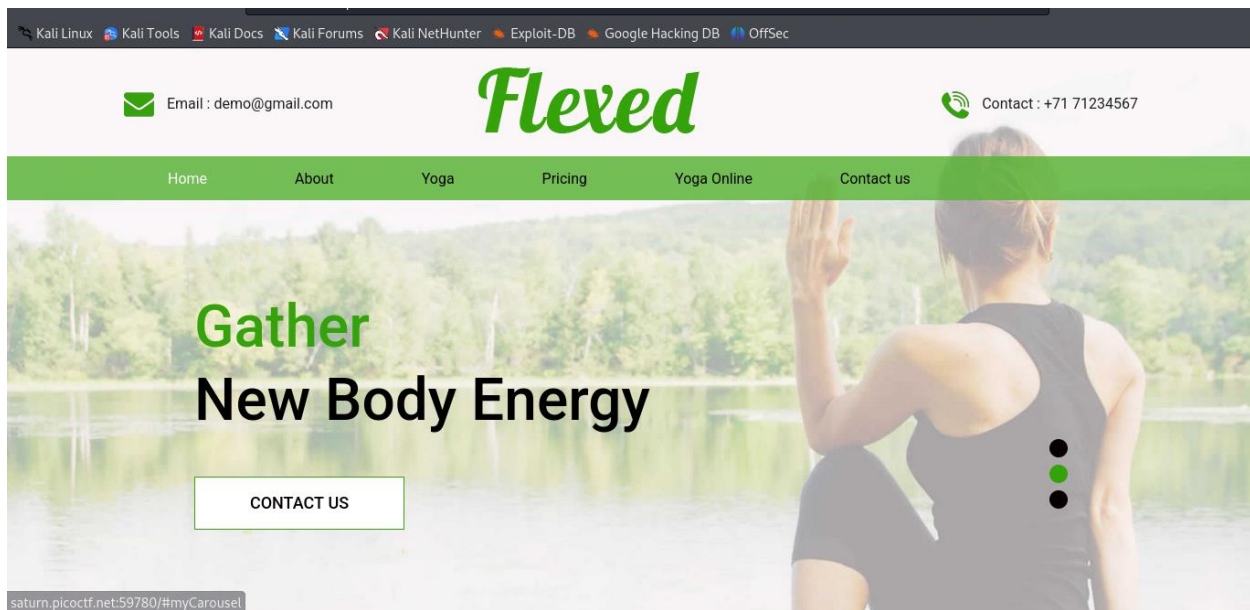 Kali Linux Kali Tools Kali Docs Kali Forums Kali NetHunter Exploit-DB Google Hacking DB OffSec
Email : demo@gmail.com
Flexed
Contact : +71 71234567
Home About Yoga Pricing Yoga Online Contact us
Gather
New Body Energy
CONTACT US
saturn.picoctf.net:59780/#myCarousel